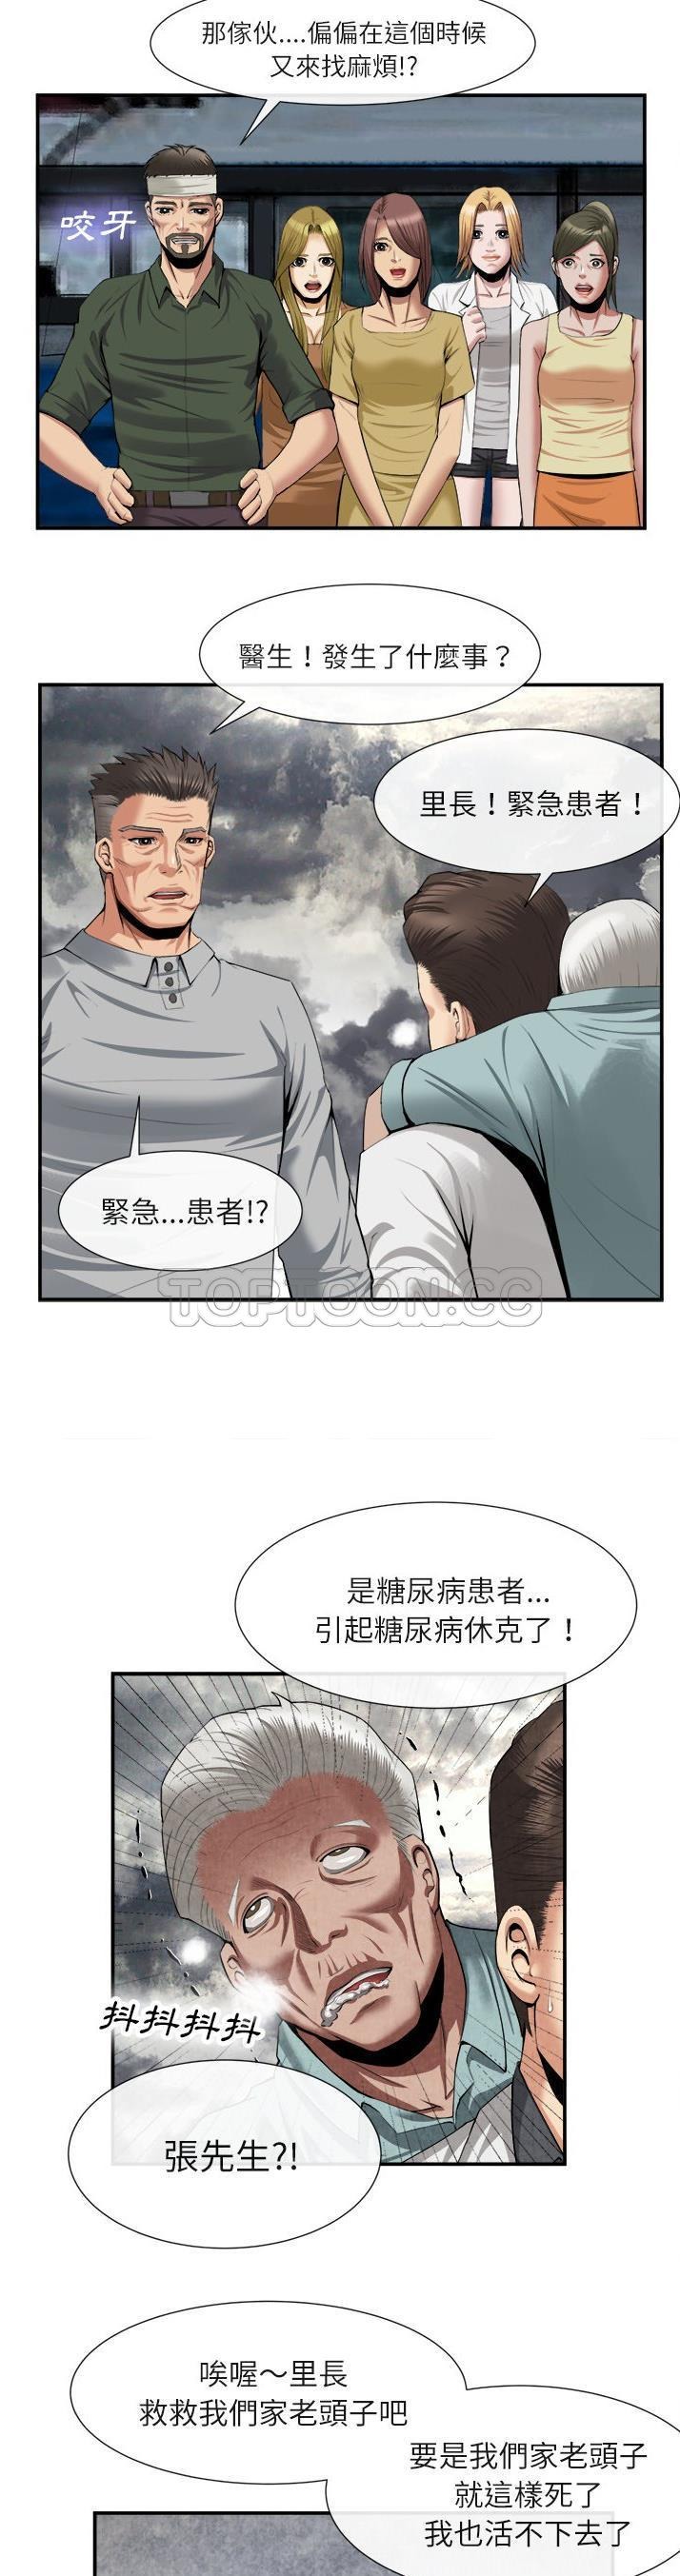 那傢伙....偏偏在這個時候
又來找麻煩!?
咬牙
醫生！發生了什麼事？
里長！緊急患者！
緊急...患者!?
TOPTOON.CC
是糖尿病患者...
引起糖尿病休克了！
抖抖抖抖
張先生?!
唉喔～里長
救救我們家老頭子吧
要是我們家老頭子
就這樣死了
我也活不下去了